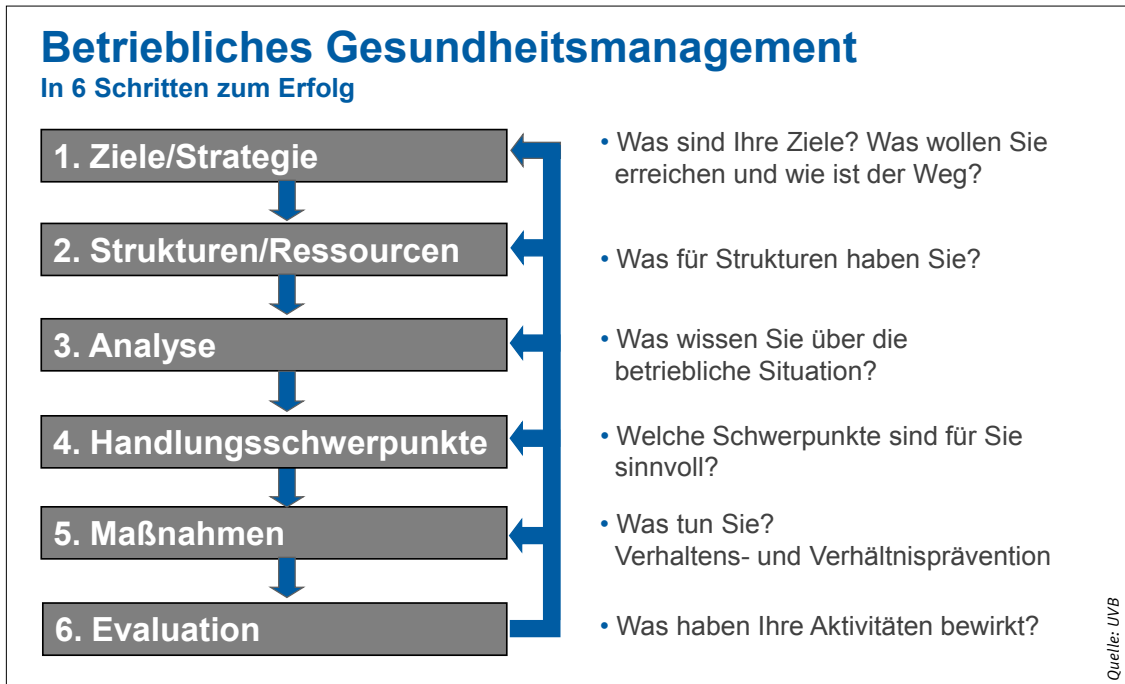 Betriebliches Gesundheitsmanagement
In 6 Schritten zum Erfolg
1. Ziele/Strategie
• Was sind Ihre Ziele? Was wollen Sie
erreichen und wie ist der Weg?
2. Strukturen/Ressourcen
• Was für Strukturen haben Sie?
3. Analyse
• Was wissen Sie über die
betriebliche Situation?
4. Handlungsschwerpunkte
• Welche Schwerpunkte sind für Sie
sinnvoll?
5. Maßnahmen
• Was tun Sie?
Verhaltens- und Verhältnisprävention
6. Evaluation
• Was haben Ihre Aktivitäten bewirkt?
Quelle: UVB